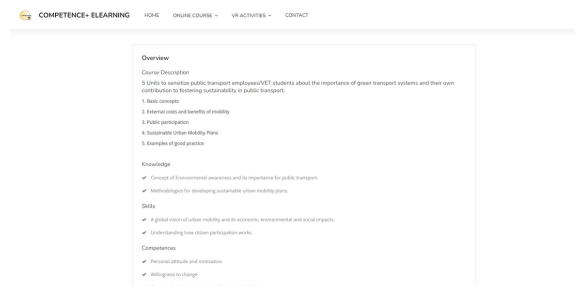 COMPETENCE+ ELEARNING HOME ONLINE COURSE VR ACTIVITIES CONTACT
Overview
Course Description
5 Units to sensitize public transport employees/VET students about the importance of green transport systems and their own
contribution to fostering sustainability in public transport:
1. Basic concepts
2. External costs and benefits of mobility
3. Public participation
4. Sustainable Urban Mobility Plans
5. Examples of good practice
Knowledge
Concept of Environmental awareness and its importance for public transport.
Methodologies for developing sustainable urban mobility plans.
Skills
A global vision of urban mobility and its economic, environmental and social impacts.
Understanding how citizen participation works.
Competences
Personal attitude and motivation
Willingness to change